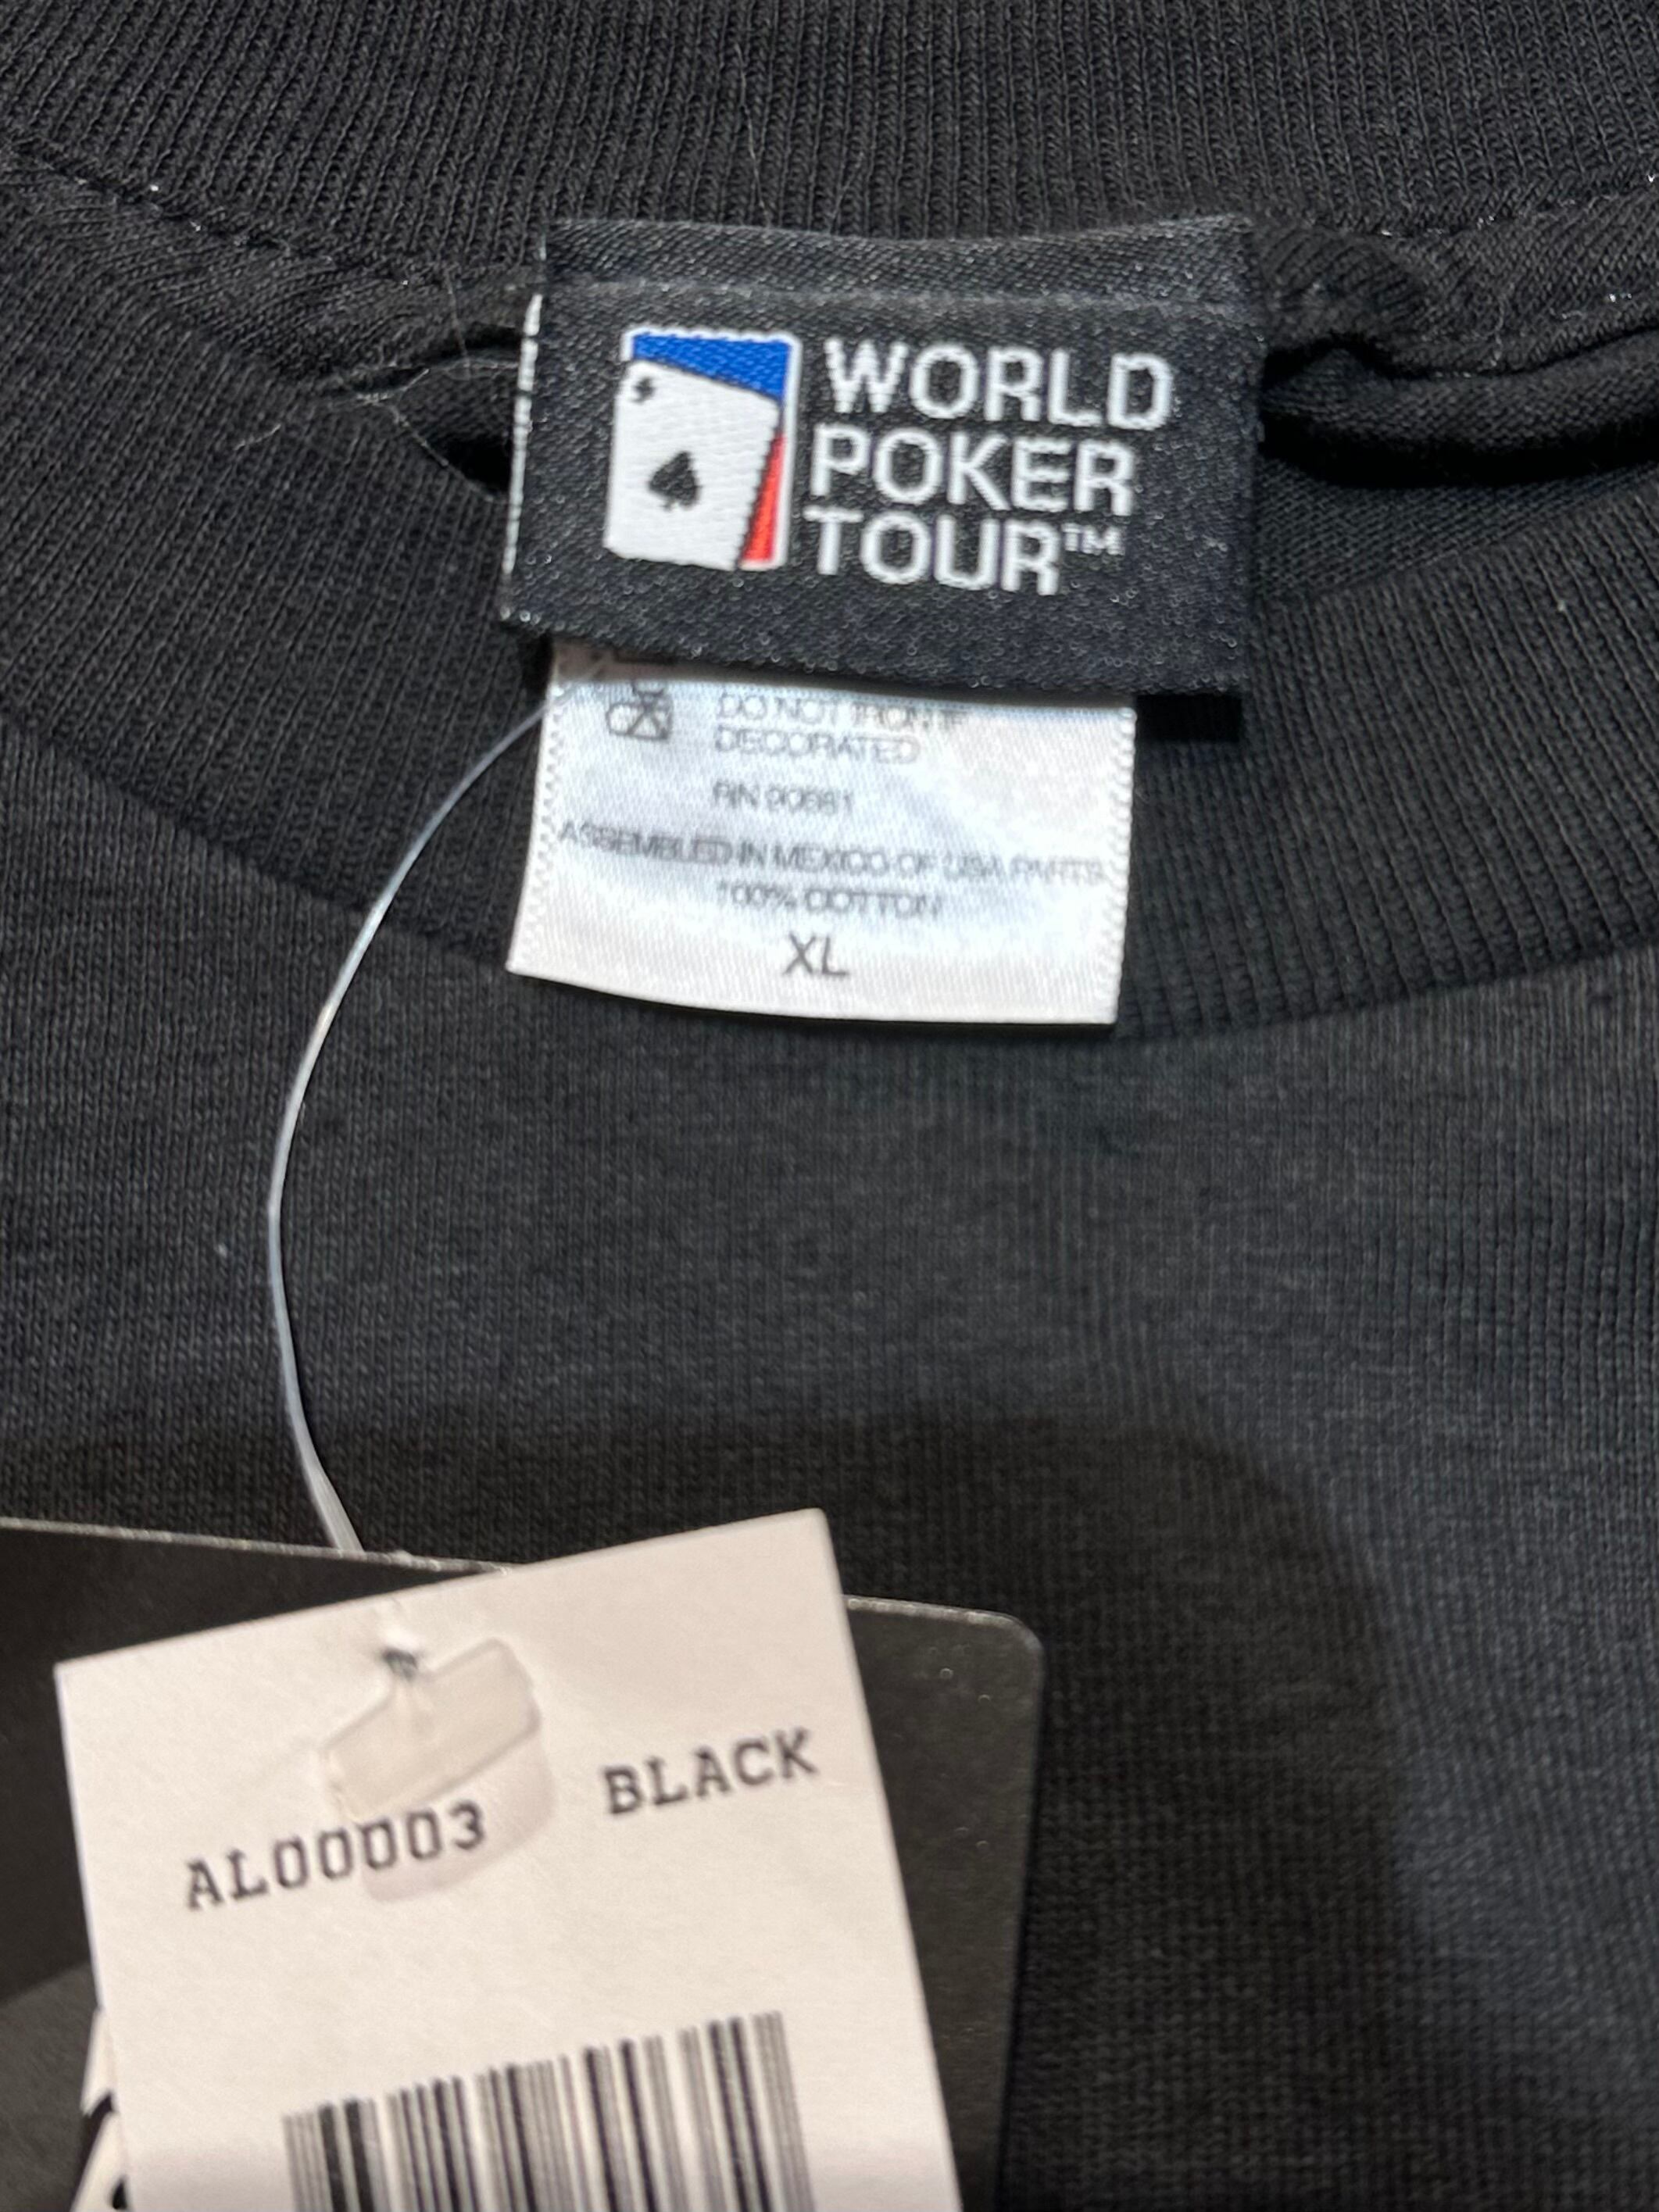 WORLD
POKER
TOUR™
DO NOT IRON IF
DECORATED
RN 90881
ASSEMBLED IN MEXICO OF USA PARTS
100% COTTON
XL
AL00003 BLACK